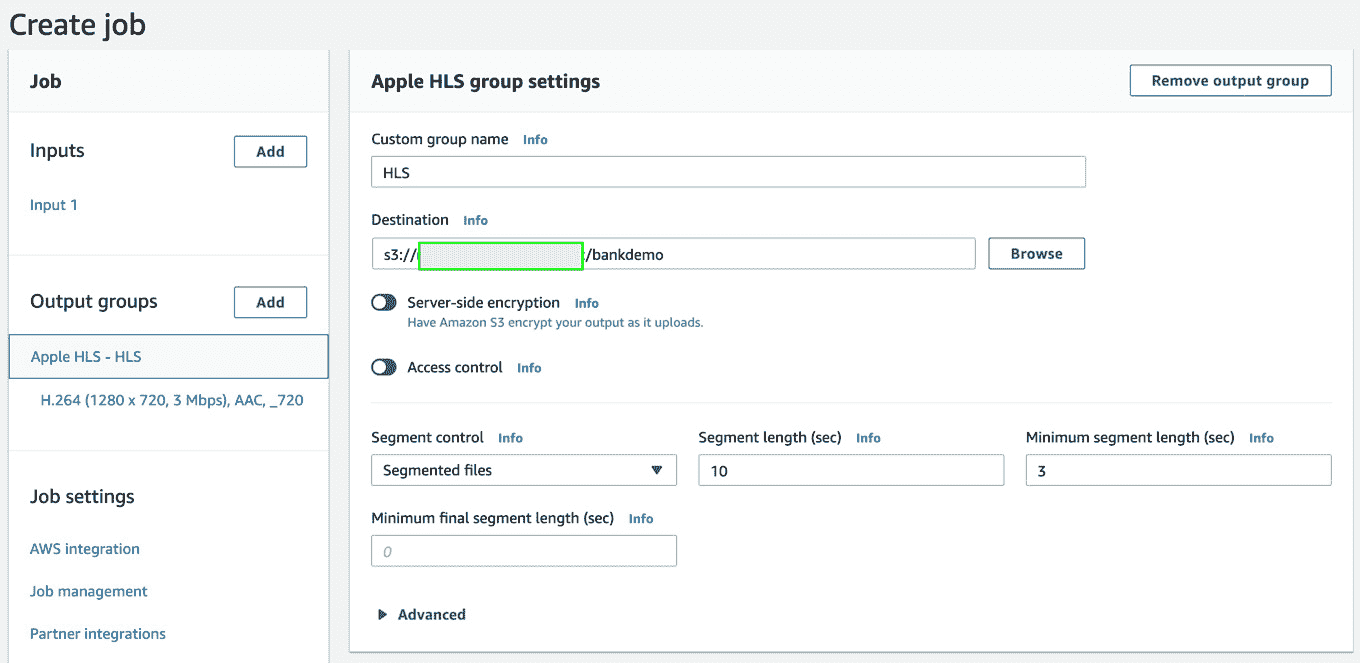 Create job
Job
Inputs
Add
Input 1
Output groups
Add
Apple HLS - HLS
H.264 (1280 x 720, 3 Mbps), AAC, _720
Job settings
AWS integration
Job management
Partner integrations
Apple HLS group settings
Remove output group
Custom group name Info
HLS
Destination Info
s3:// /bankdemo
Browse
Server-side encryption Info
Have Amazon S3 encrypt your output as it uploads.
Access control Info
Segment control Info
Segmented files
Segment length (sec) Info
10
Minimum segment length (sec) Info
3
Minimum final segment length (sec) Info
0
Advanced